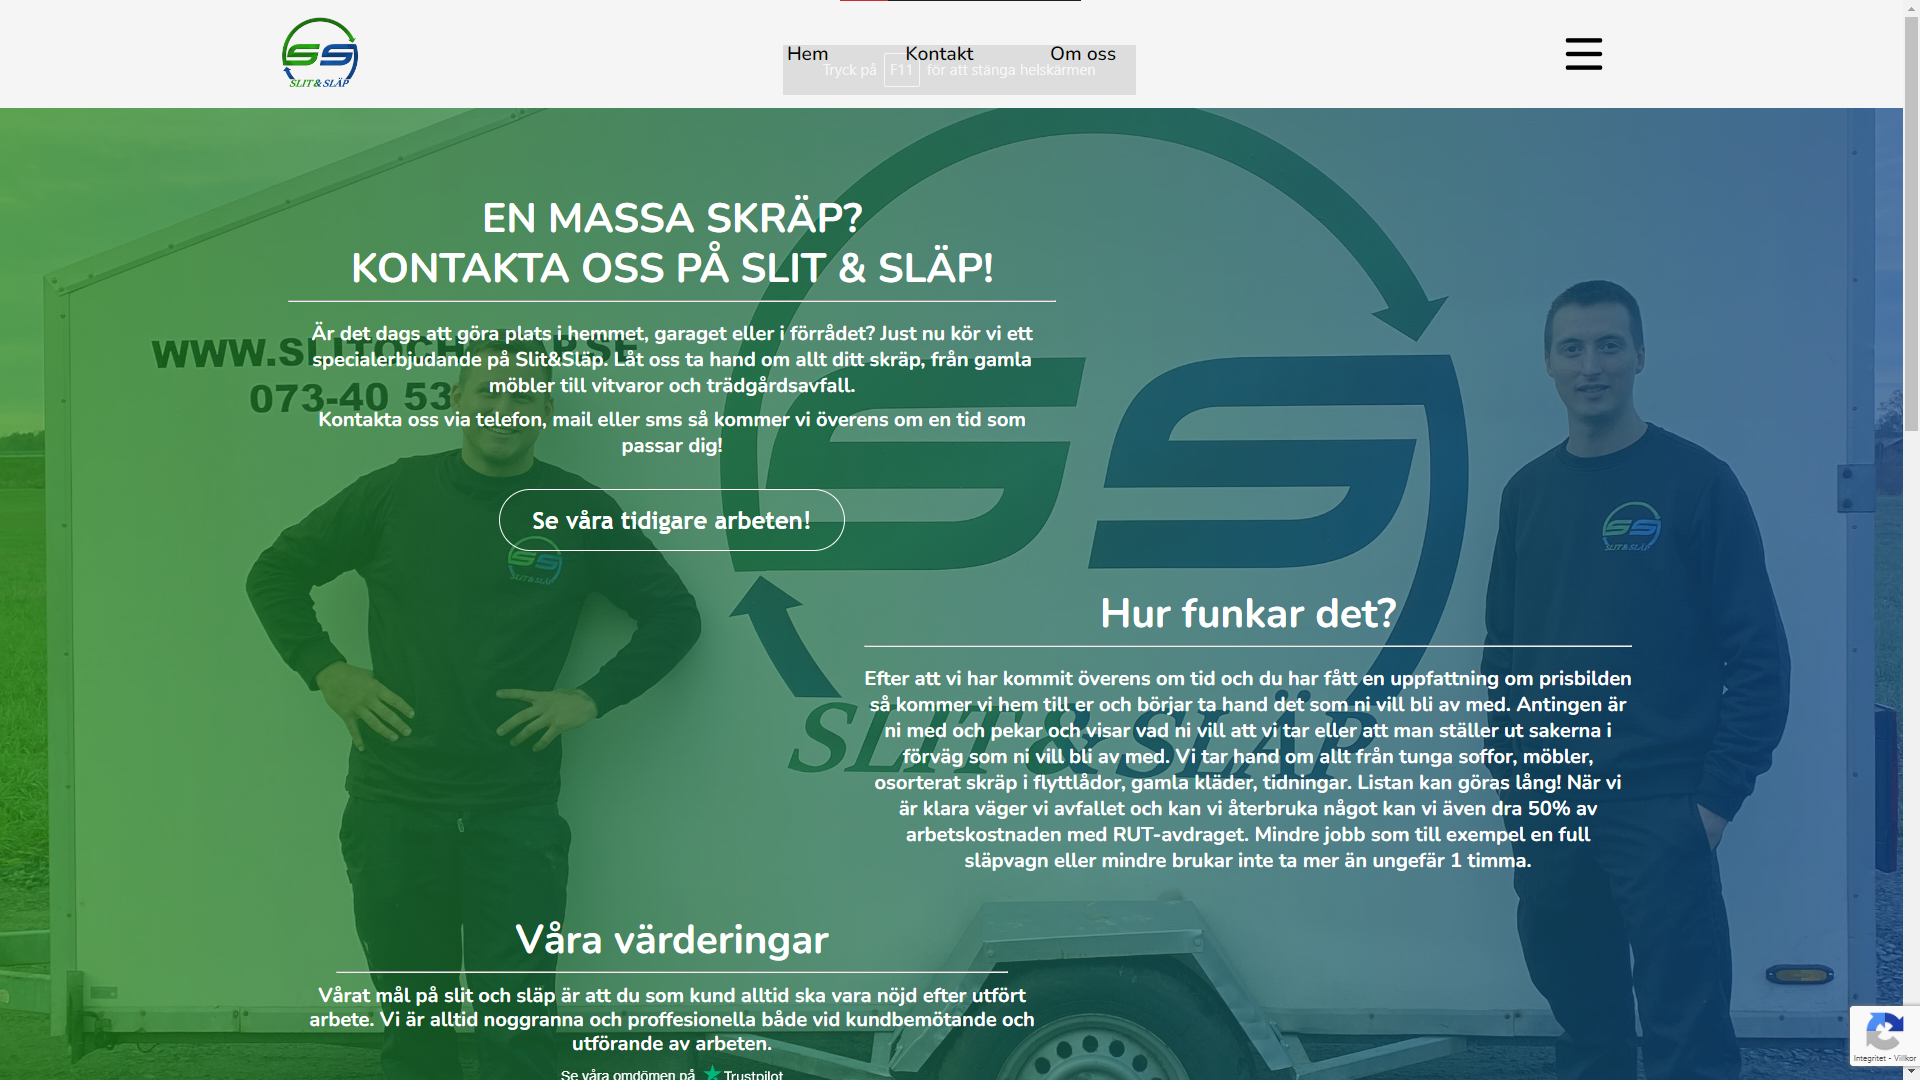 SLIT & SLÄP
Hem
Kontakt
Om oss
Tryck på F11 för att stänga helskärmen
EN MASSA SKRÄP?
KONTAKTA OSS PÅ SLIT & SLÄP!
Är det dags att göra plats i hemmet, garaget eller i förrådet? Just nu kör vi ett
specialerbjudande på Slit&Släp. Låt oss ta hand om allt ditt skräp, från gamla
möbler till vitvaror och trädgårdsavfall.
Kontakta oss via telefon, mail eller sms så kommer vi överens om en tid som
passar dig!
073-40 53
Se våra tidigare arbeten!
SS
SLIT & SLÄP
SS
SLIT & SLÄP
SS
SLIT & SLÄP
Hur funkar det?
Efter att vi har kommit överens om tid och du har fått en uppfattning om prisbilden
så kommer vi hem till er och börjar ta hand det som ni vill bli av med. Antingen är
ni med och pekar och visar vad ni vill att vi tar eller att man ställer ut sakerna i
förväg som ni vill bli av med. Vi tar hand om allt från tunga soffor, möbler,
osorterat skräp i flyttlådor, gamla kläder, tidningar. Listan kan göras lång! När vi
är klara väger vi avfallet och kan vi återbruka något kan vi även dra 50% av
arbetskostnaden med RUT-avdraget. Mindre jobb som till exempel en full
släpvagn eller mindre brukar inte ta mer än ungefär 1 timma.
Våra värderingar
Vårat mål på slit och släp är att du som kund alltid ska vara nöjd efter utfört
arbete. Vi är alltid noggranna och proffesionella både vid kundbemötande och
utförande av arbeten.
Se våra omdömen på Trustpilot
Integritet - Villkor